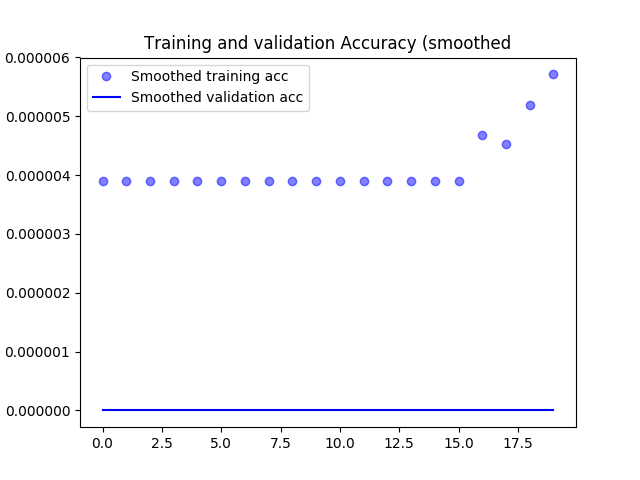 Training and validation Accuracy (smoothed
0.000006
0.000005
0.000004
0.000003
0.000002
0.000001
0.000000
Smoothed training acc
Smoothed validation acc
0.0 2.5 5.0 7.5 10.0 12.5 15.0 17.5